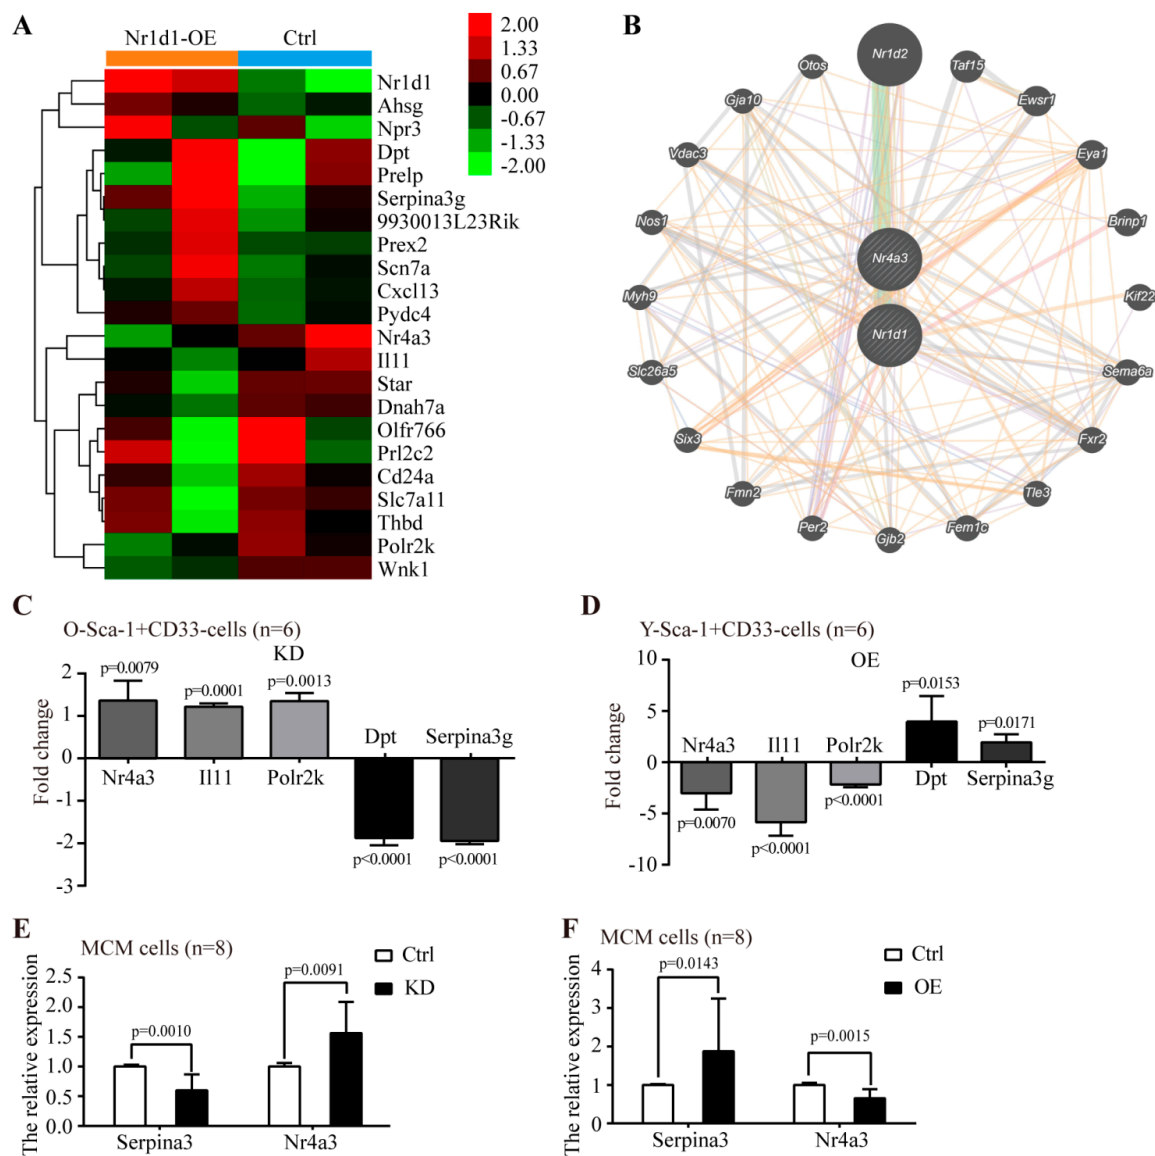 A
Nr1d1-OE Ctrl
2.00
1.33
0.67
0.00
-0.67
-1.33
-2.00
Nr1d1
Ahsg
Npr3
Dpt
Prelp
Serpina3g
9930013L23Rik
Prex2
Scn7a
Cxcl13
Pydc4
Nr4a3
Il11
Star
Dnah7a
Olfr766
Prl2c2
Cd24a
Slc7a11
Thbd
Polr2k
Wnk1
B
Nr1d2
Otos
Taf15
Gja10
Ewsr1
Vdac3
Eya1
Nos1
Brinp1
Nr4a3
Myh9
Kif22
Nr1d1
Slc26a5
Sema6a
Six3
Fxr2
Fmn2
Tle3
Per2
Fem1c
Gjb2
C
O-Sca-1+CD33-cells (n=6)
KD
Fold change
2
1
0
-1
-2
-3
p=0.0079
p=0.0001
p=0.0013
Dpt Serpina3g
Nr4a3 Il11 Polr2k
p<0.0001 p<0.0001
D
Y-Sca-1+CD33-cells (n=6)
OE
Fold change
10
5
0
-5
-10
p=0.0153
p=0.0171
Nr4a3 Il11 Polr2k
Dpt Serpina3g
p=0.0070
p<0.0001
p<0.0001
E
MCM cells (n=8)
Ctrl
KD
The relative expression
2.5
2.0
1.5
1.0
0.5
0.0
p=0.0010
p=0.0091
Serpina3 Nr4a3
F
MCM cells (n=8)
Ctrl
OE
The relative expression
4
3
2
1
0
p=0.0143
p=0.0015
Serpina3 Nr4a3